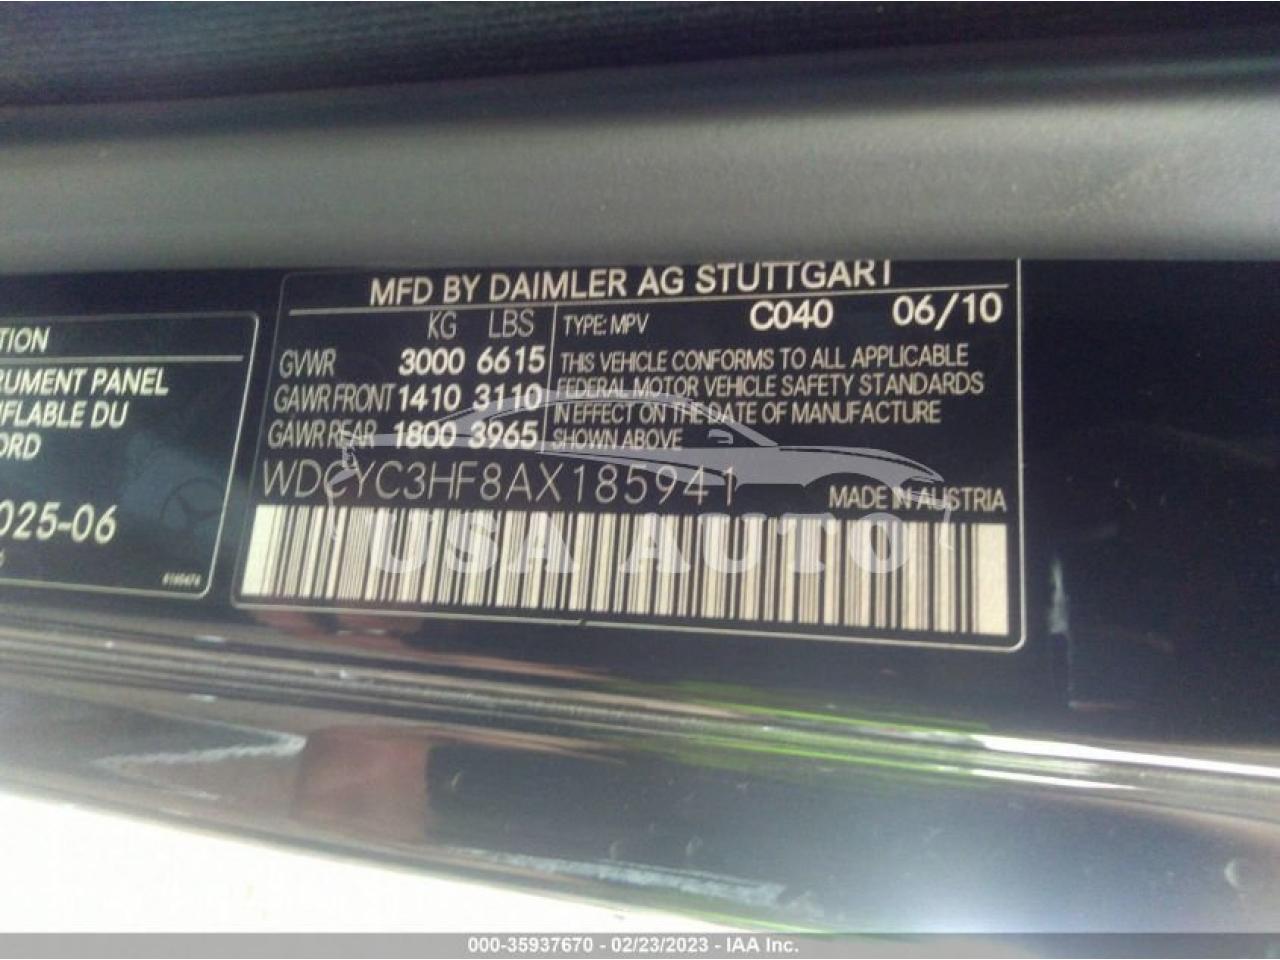 MFD BY DAIMLER AG STUTTGART
KG LBS
GVWR 3000 6615
GAWR FRONT 1410 3110
GAWR REAR 1800 3965
TYPE: MPV C040 06/10
THIS VEHICLE CONFORMS TO ALL APPLICABLE
FEDERAL MOTOR VEHICLE SAFETY STANDARDS
IN EFFECT ON THE DATE OF MANUFACTURE
SHOWN ABOVE
WDCYC3HF8AX185941
MADE IN AUSTRIA
USA AUTO
TION
RUMENT PANEL
FLABLE DU
ORD
025-06
000-35937670 - 02/23/2023 - IAA Inc.